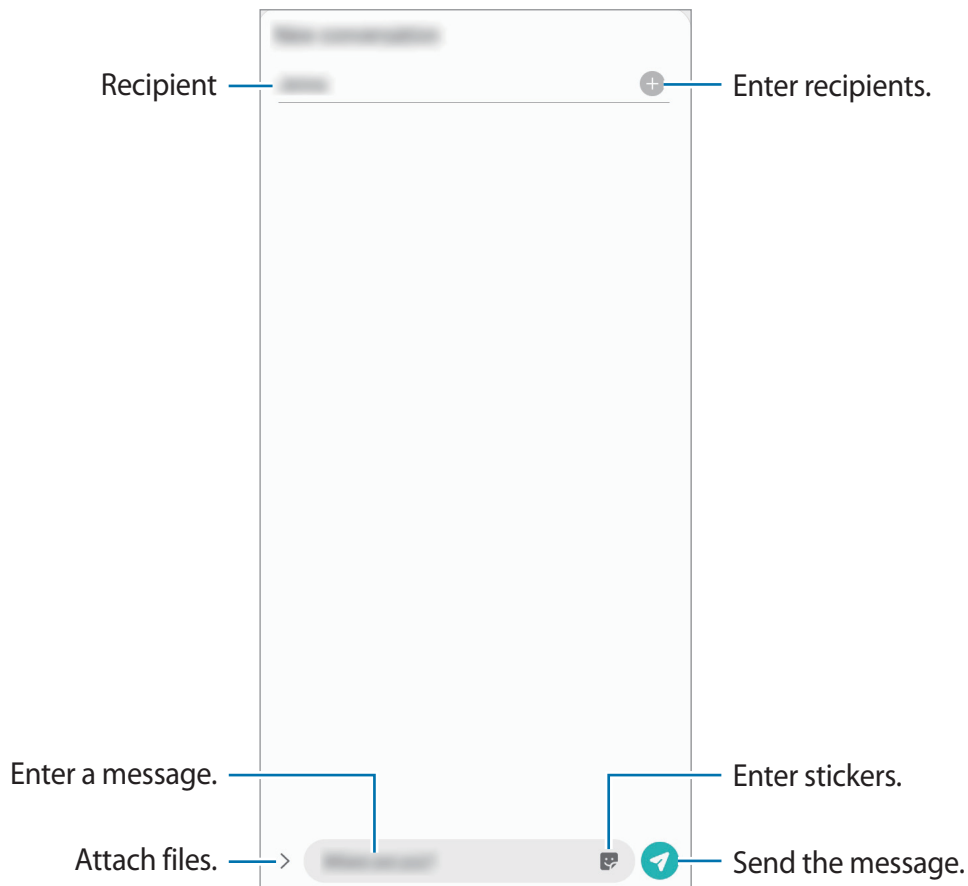 Recipient
Enter recipients.
Enter a message.
Enter stickers.
Attach files.
Send the message.